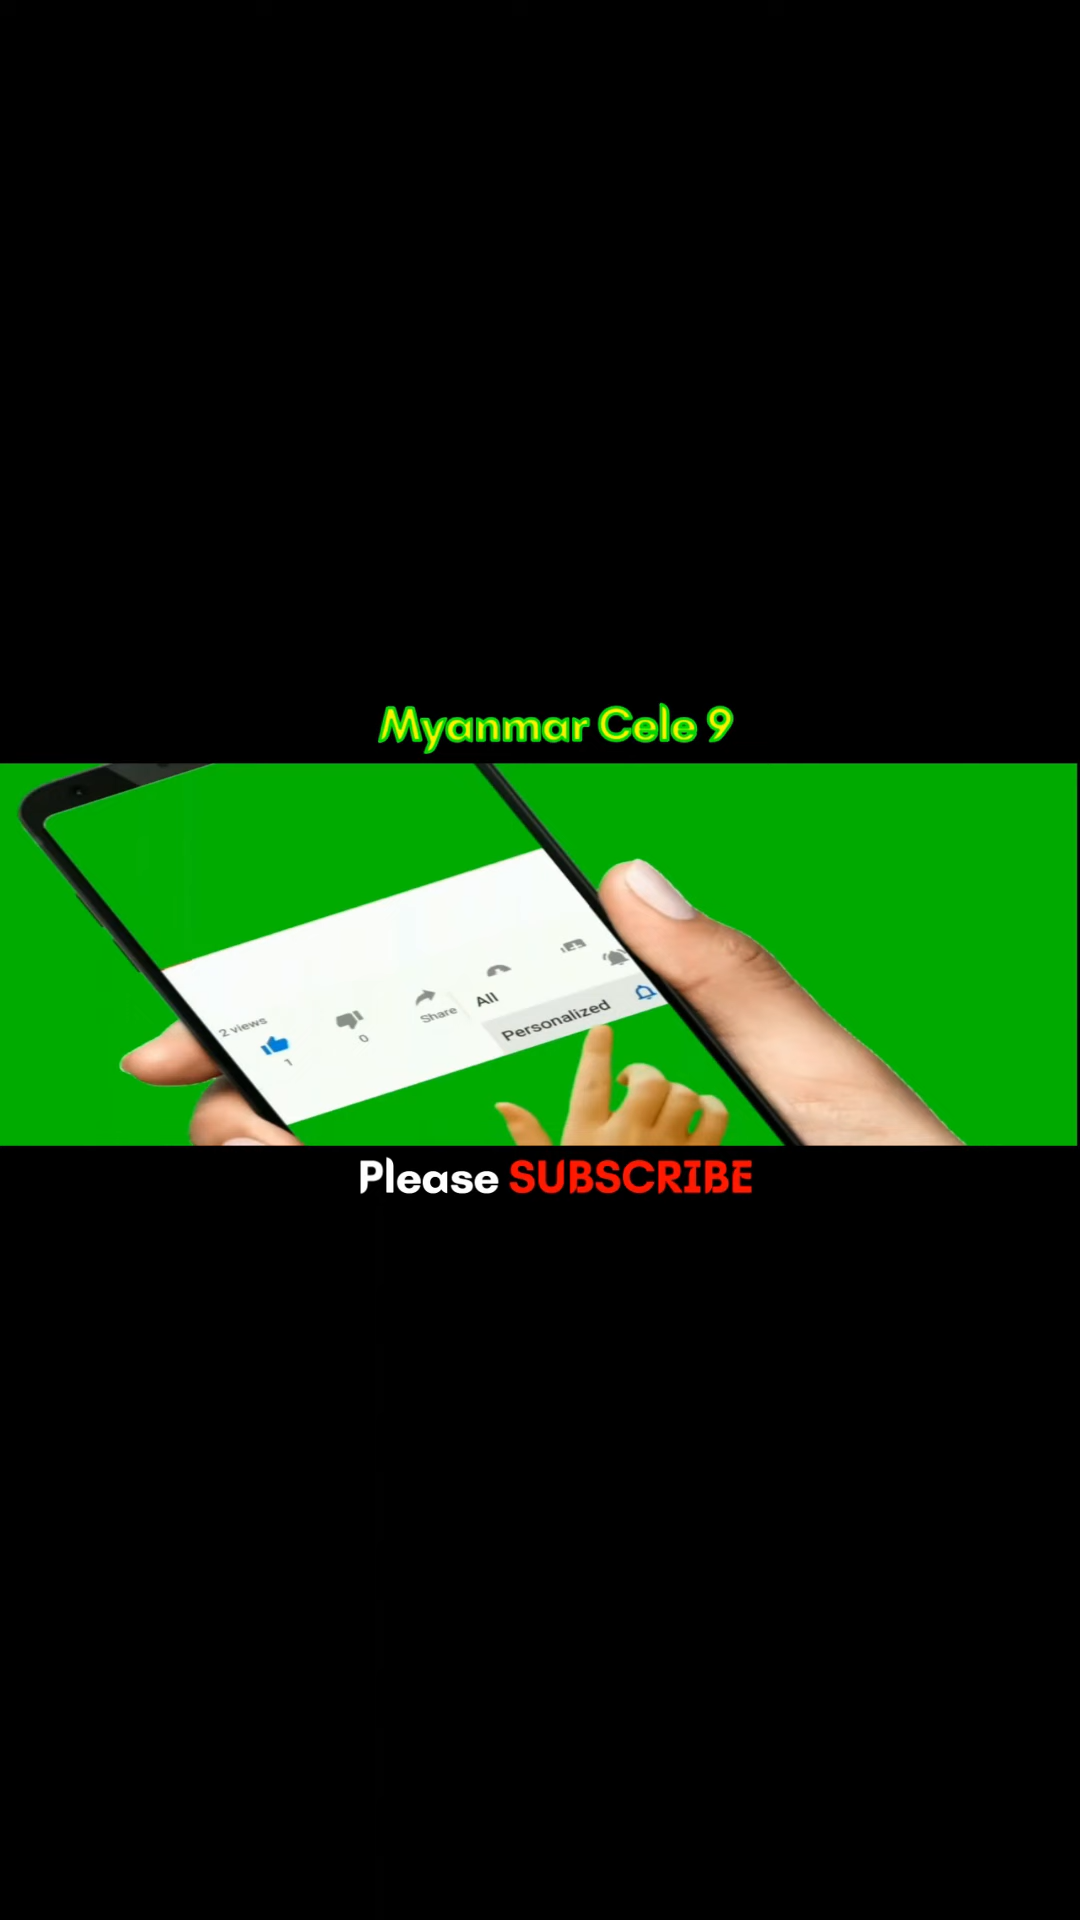 Myanmar Cele 9
2 views
1
0
Share
All
Personalized
Please SUBSCRIBE